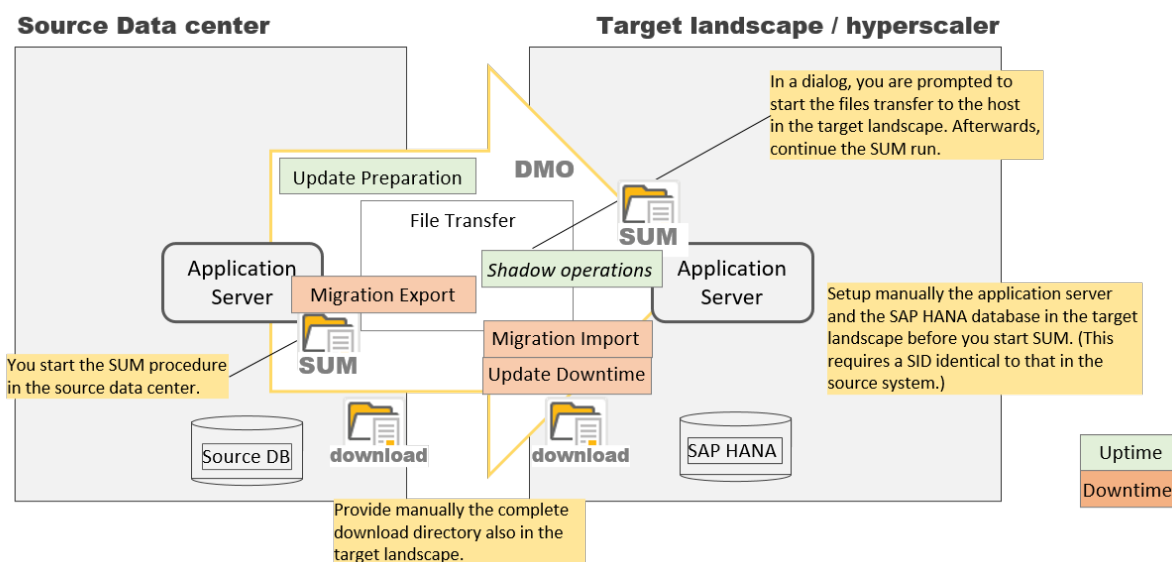 Source Data center
Target landscape / hyperscaler
In a dialog, you are prompted to
start the files transfer to the host
in the target landscape. Afterwards,
continue the SUM run.
Update Preparation
DMO
File Transfer
SUM
Application
Server
Shadow operations
Application
Server
Migration Export
Setup manually the application server
and the SAP HANA database in the target
landscape before you start SUM. (This
requires a SID identical to that in the
source system.)
Migration Import
You start the SUM procedure
in the source data center.
SUM
Update Downtime
Source DB
download
download
SAP HANA
Uptime
Downtime
Provide manually the complete
download directory also in the
target landscape.